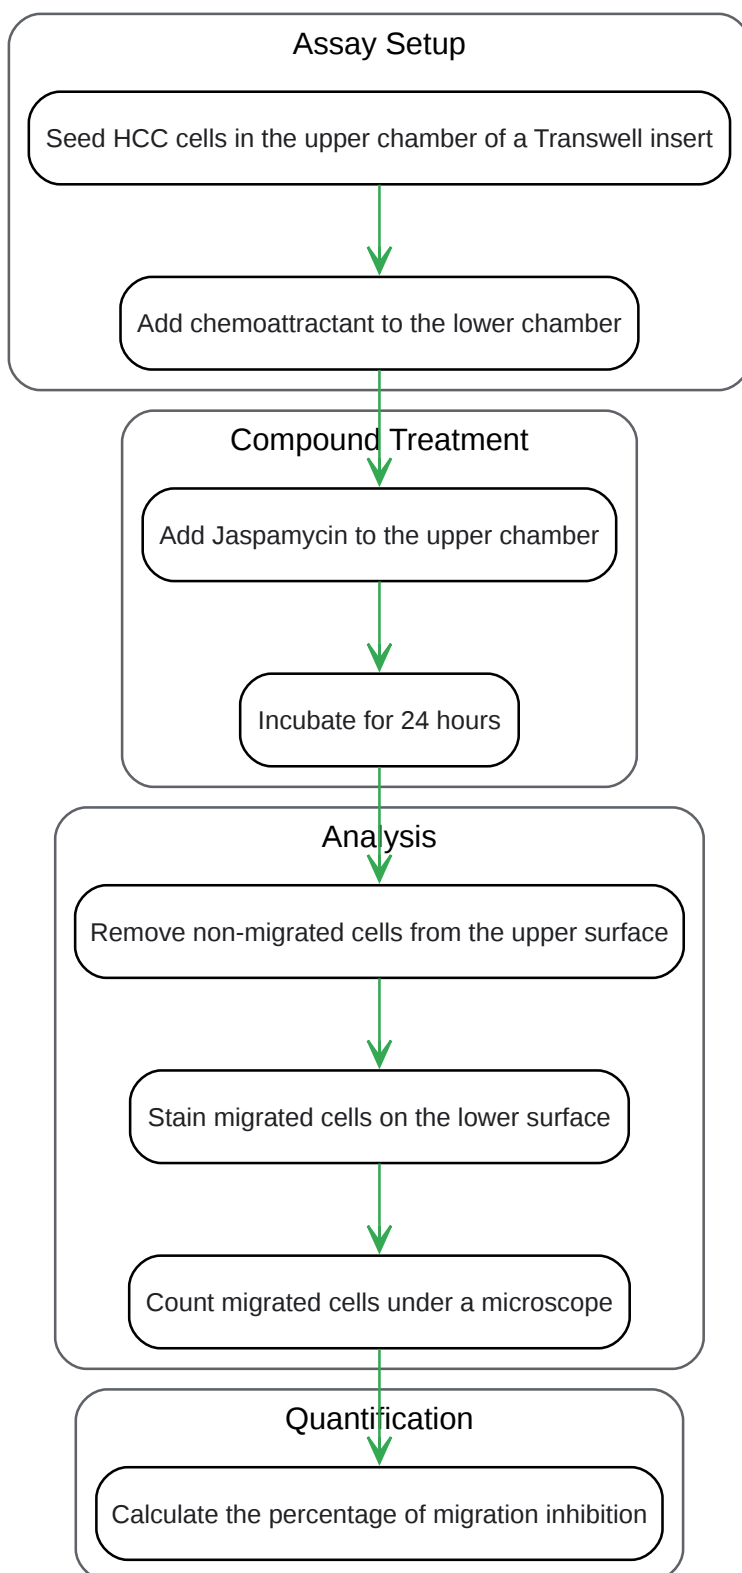 Assay Setup
Seed HCC cells in the upper chamber of a Transwell insert
Add chemoattractant to the lower chamber
Compound Treatment
Add Jaspamycin to the upper chamber
Incubate for 24 hours
Analysis
Remove non-migrated cells from the upper surface
Stain migrated cells on the lower surface
Count migrated cells under a microscope
Quantification
Calculate the percentage of migration inhibition